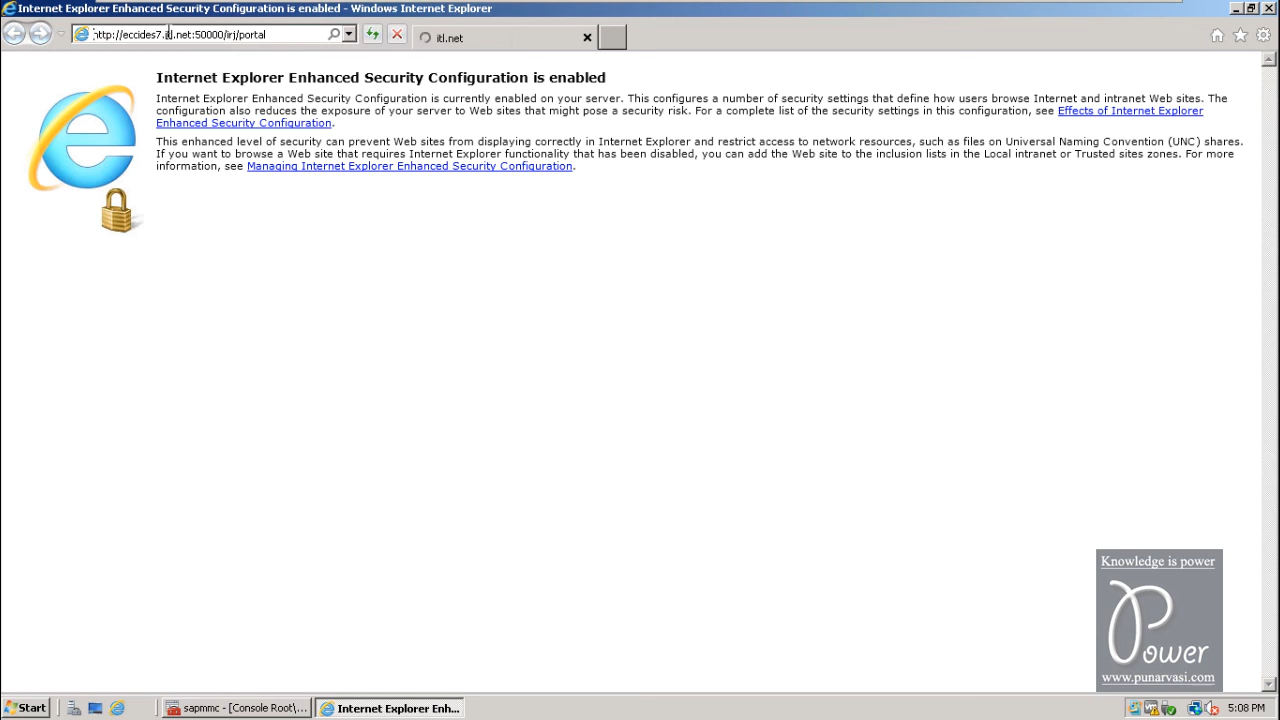 Internet Explorer Enhanced Security Configuration is enabled - Windows Internet Explorer
http://eccides7.itl.net:50000/irj/portal
itl.net
Internet Explorer Enhanced Security Configuration is enabled
Internet Explorer Enhanced Security Configuration is currently enabled on your server. This configures a number of security settings that define how users browse Internet and intranet Web sites. The
configuration also reduces the exposure of your server to Web sites that might pose a security risk. For a complete list of the security settings in this configuration, see Effects of Internet Explorer
Enhanced Security Configuration.
This enhanced level of security can prevent Web sites from displaying correctly in Internet Explorer and restrict access to network resources, such as files on Universal Naming Convention (UNC) shares.
If you want to browse a Web site that requires Internet Explorer functionality that has been disabled, you can add the Web site to the inclusion lists in the Local intranet or Trusted sites zones. For more
information, see Managing Internet Explorer Enhanced Security Configuration.
Knowledge is power
Power
www.punarvasi.com
Start
sapmmc - [Console Root\...
Internet Explorer Enh...
5:08 PM